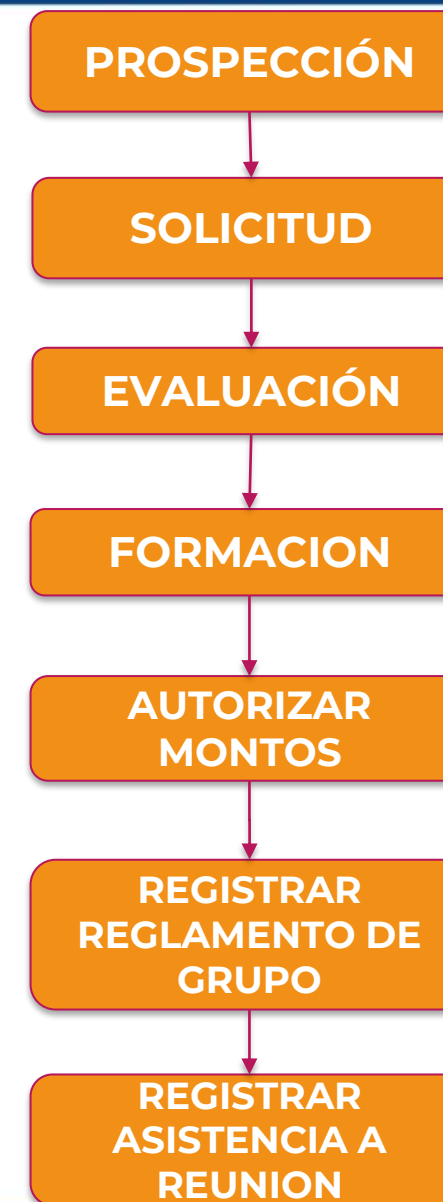 PROSPECCIÓN
SOLICITUD
EVALUACIÓN
FORMACION
AUTORIZAR
MONTOS
REGISTRAR
REGLAMENTO DE
GRUPO
REGISTRAR
ASISTENCIA A
REUNION